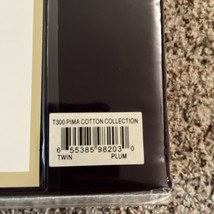 T300 PIMA COTTON COLLECTION
6 55385 98203 0
TWIN PLUM